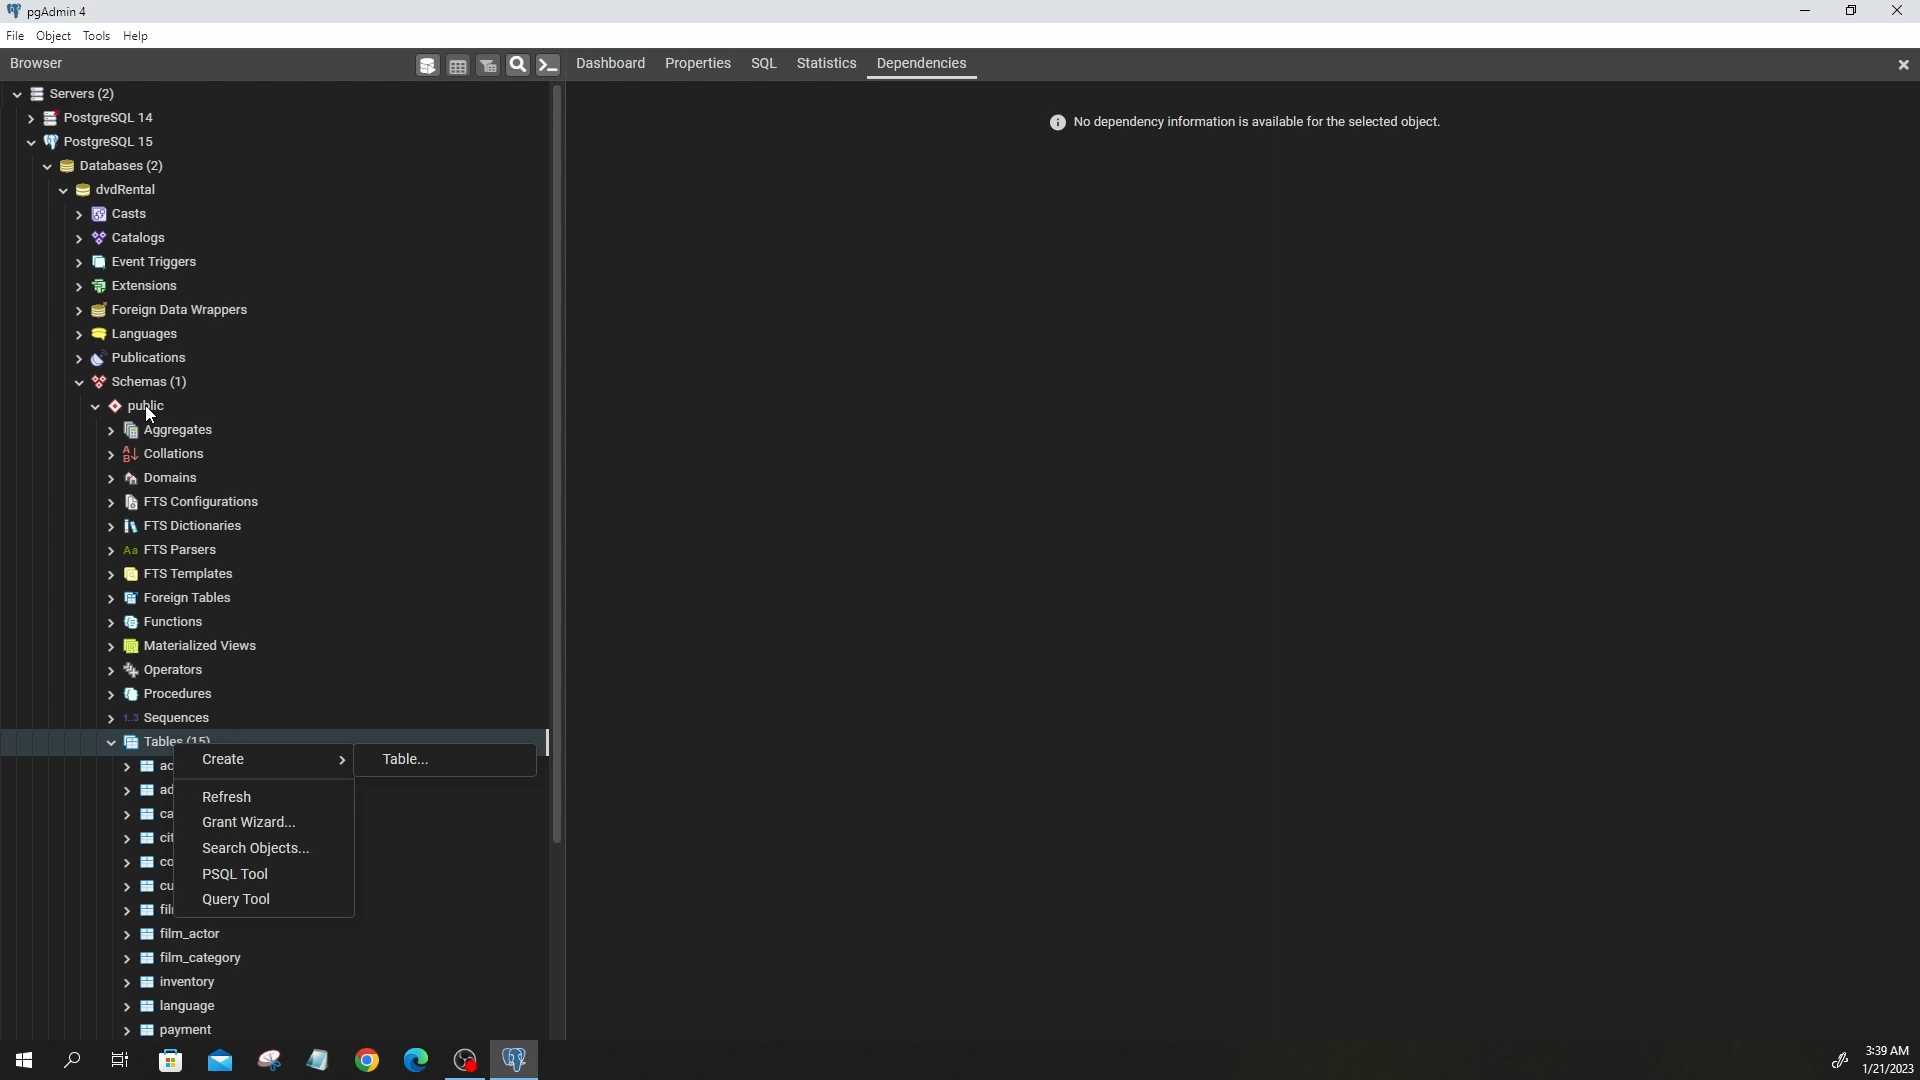 pgAdmin 4
File Object Tools Help
Browser
Dashboard Properties SQL Statistics Dependencies
No dependency information is available for the selected object.
Servers (2)
PostgreSQL 14
PostgreSQL 15
Databases (2)
dvdRental
Casts
Catalogs
Event Triggers
Extensions
Foreign Data Wrappers
Languages
Publications
Schemas (1)
public
Aggregates
Collations
Domains
FTS Configurations
FTS Dictionaries
Aa FTS Parsers
FTS Templates
Foreign Tables
Functions
Materialized Views
Operators
Procedures
1..3 Sequences
Tables (15)
Create
Table...
Refresh
Grant Wizard...
Search Objects...
PSQL Tool
Query Tool
film_actor
film_category
inventory
language
payment
3:39 AM
1/21/2023